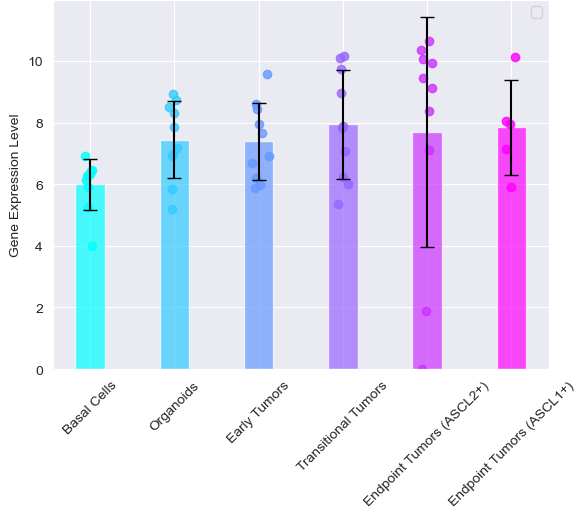 Gene Expression Level
10
8
6
4
2
0
Basal Cells
Organoids
Early Tumors
Transitional Tumors
Endpoint Tumors (ASCL2+)
Endpoint Tumors (ASCL1+)